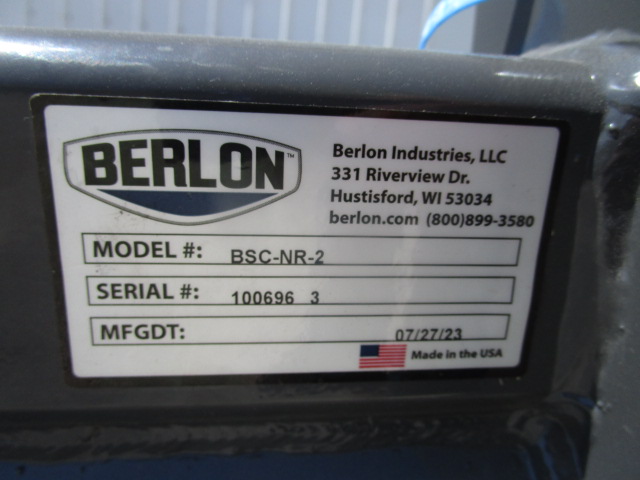 BERLON™
Berlon Industries, LLC
331 Riverview Dr.
Hustisford, WI 53034
berlon.com (800)899-3580
MODEL #: BSC-NR-2
SERIAL #: 100696 3
MFGDT: 07/27/23
Made in the USA